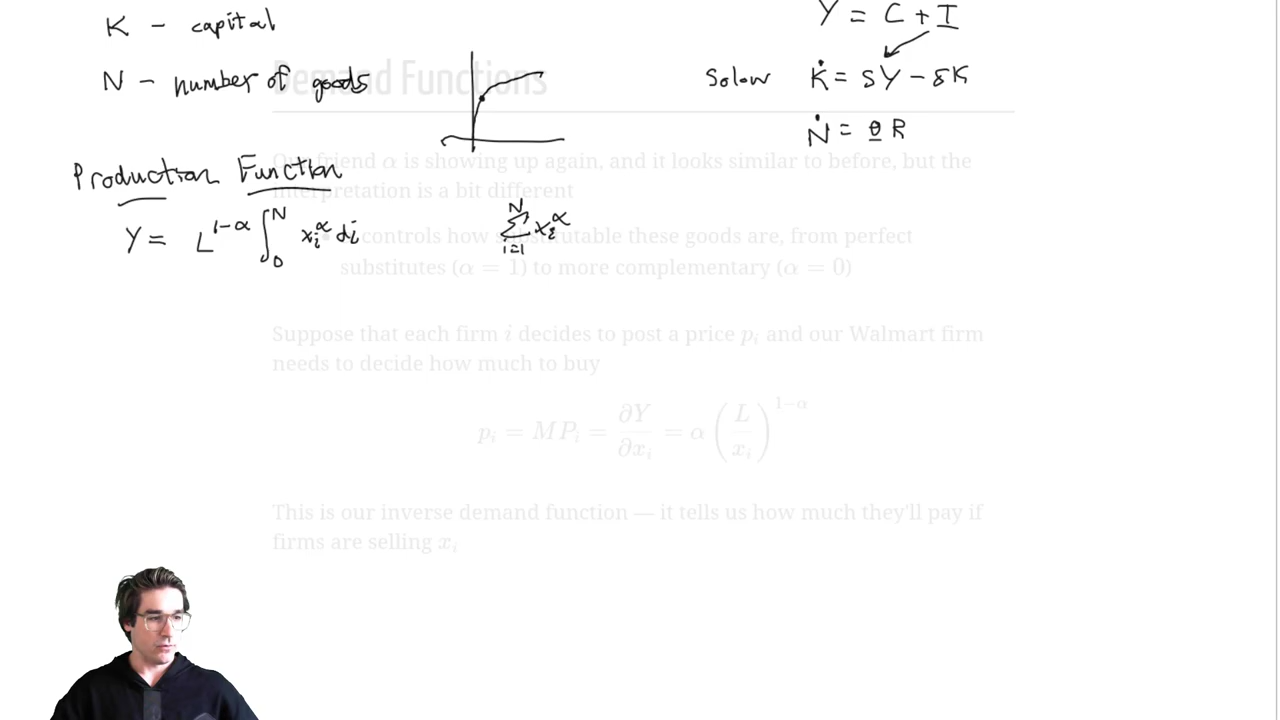 K - capital
N - number of goods
Production Function
Y = L^{1-α} ∫_0^N x_i^α di
∑_{i=1}^N x_i^α
Y = C + I
Solow K̇ = sY - δK
Ṅ = θR
Demand Functions
Our friend α is showing up again, and it looks similar to before, but the
interpretation is a bit different
controls how substitutable these goods are, from perfect
substitutes (α = 1) to more complementary (α = 0)
Suppose that each firm i decides to post a price p_i and our Walmart firm
needs to decide how much to buy
p_i = MP_i = ∂Y/∂x_i = α (L/x_i)^{1-α}
This is our inverse demand function — it tells us how much they'll pay if
firms are selling x_i